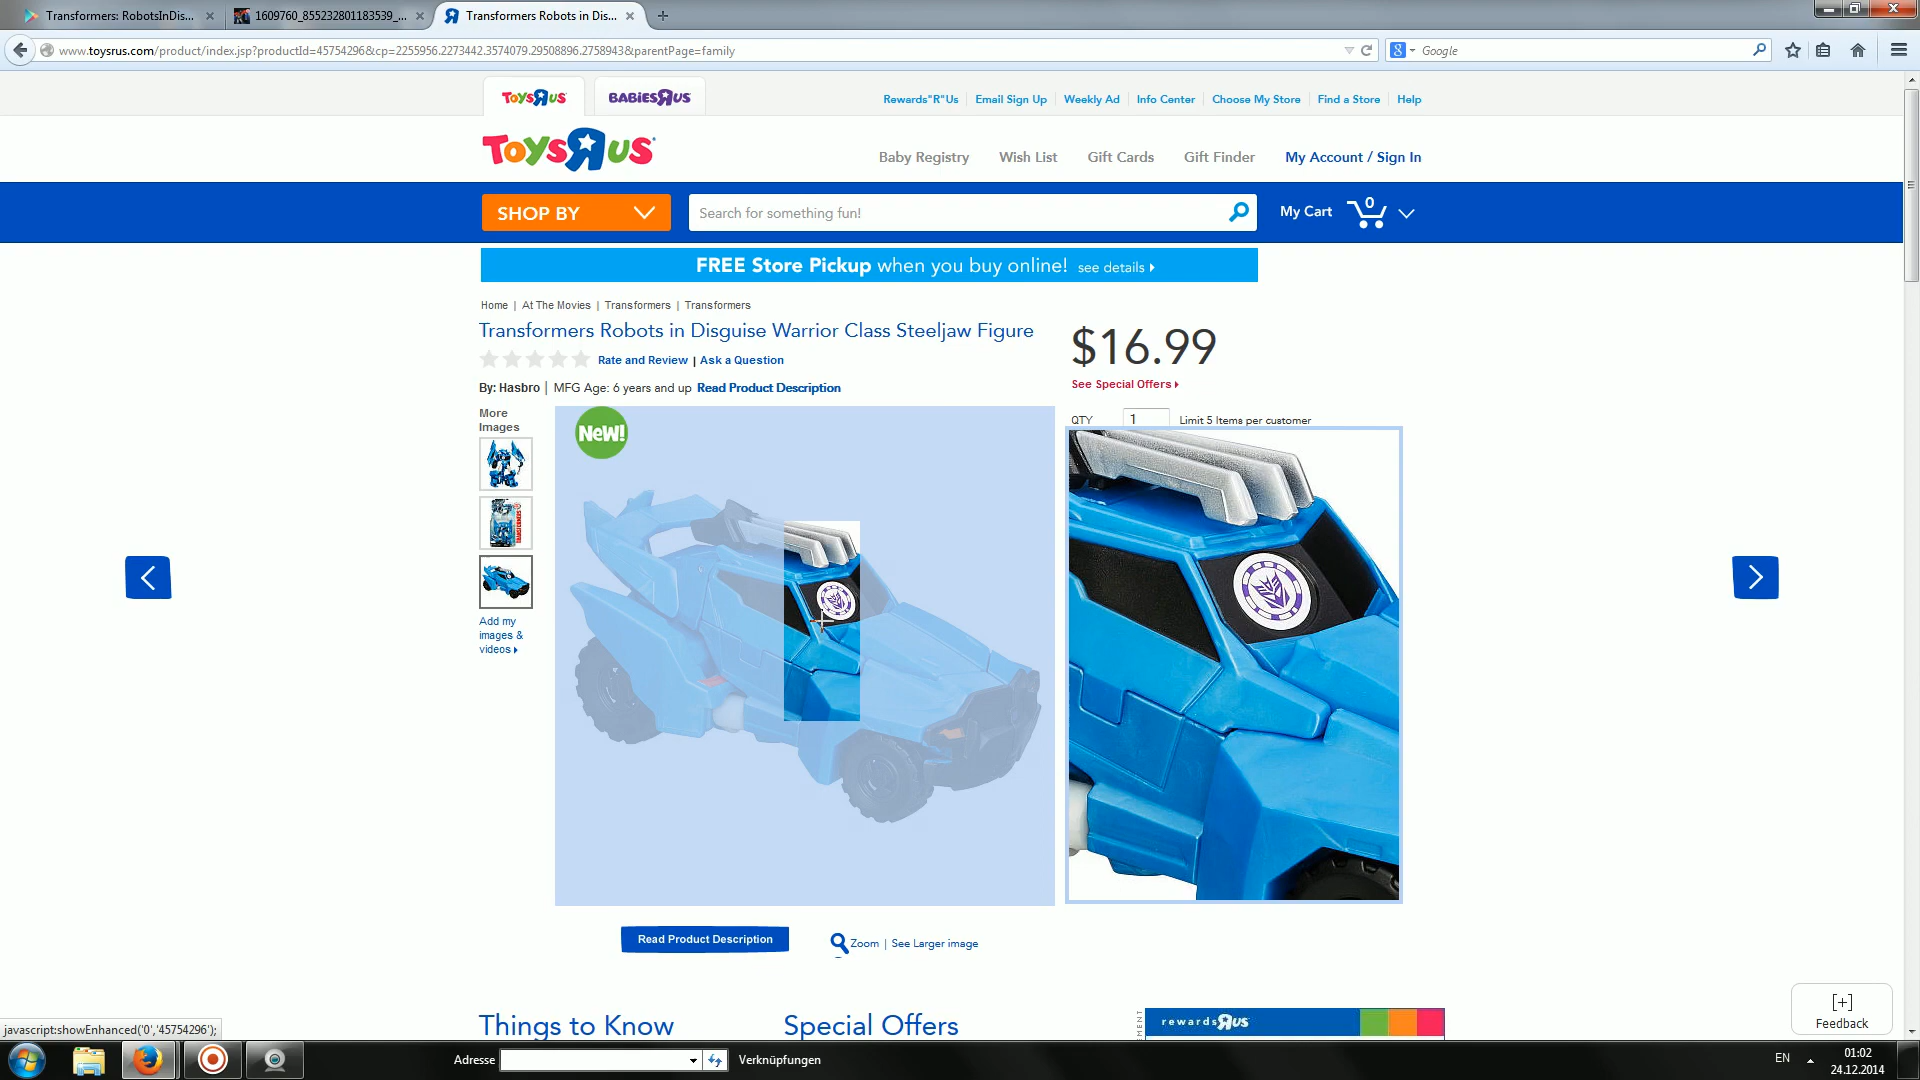 Transformers: RobotsInDis...
1609760_855232801183539_...
Transformers Robots in Dis...
www.toysrus.com/product/index.jsp?productId=45754296&cp=2255956.2273442.3574079.29508896.2758943&parentPage=family
Google
TOYSRUS
BABIESRUS
Rewards"R"Us
Email Sign Up
Weekly Ad
Info Center
Choose My Store
Find a Store
Help
TOYSRUS
Baby Registry
Wish List
Gift Cards
Gift Finder
My Account / Sign In
SHOP BY
Search for something fun!
My Cart
0
FREE Store Pickup when you buy online! see details
Home | At The Movies | Transformers | Transformers
Transformers Robots in Disguise Warrior Class Steeljaw Figure
$16.99
Rate and Review | Ask a Question
See Special Offers
By: Hasbro | MFG Age: 6 years and up Read Product Description
QTY 1 Limit 5 Items per customer
More
Images
New!
Add my
images &
videos
Read Product Description
Zoom | See Larger image
Things to Know
Special Offers
rewardsRUS
[+]
Feedback
javascript:showEnhanced('0','45754296');
Adresse
Verknüpfungen
EN
01:02
24.12.2014